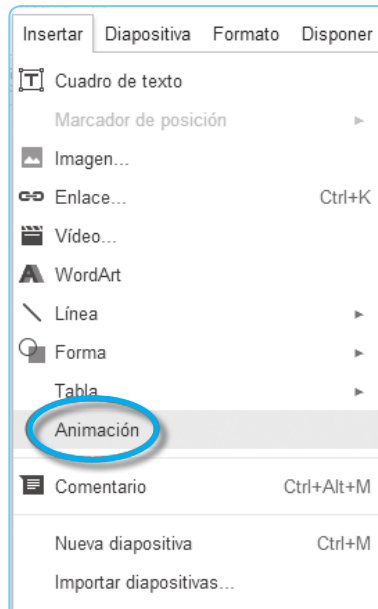 Insertar Diapositiva Formato Disponer
Cuadro de texto
Marcador de posición
Imagen...
Enlace... Ctrl+K
Vídeo...
WordArt
Línea
Forma
Tabla
Animación
Comentario Ctrl+Alt+M
Nueva diapositiva Ctrl+M
Importar diapositivas...